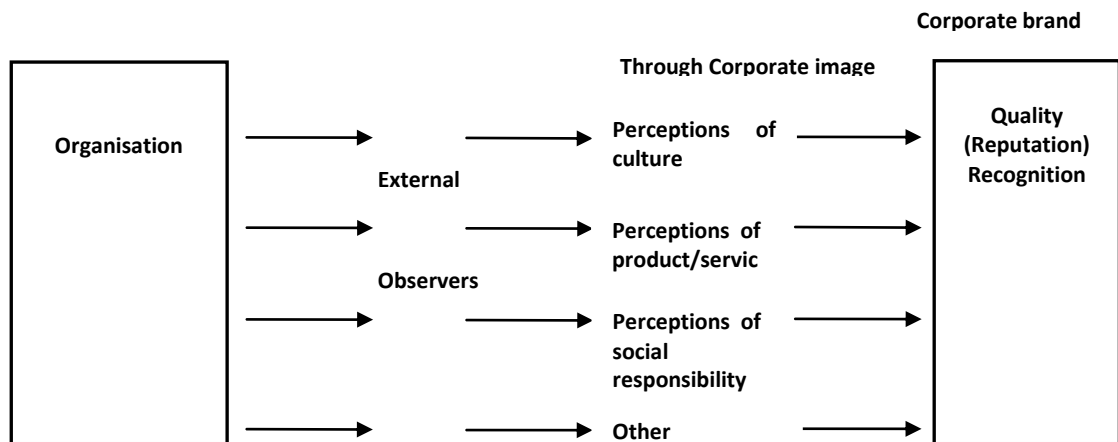 Corporate brand
Through Corporate image
Organisation
External
Observers
Perceptions of
culture
Perceptions of
product/servic
Perceptions of
social
responsibility
Other
Quality
(Reputation)
Recognition